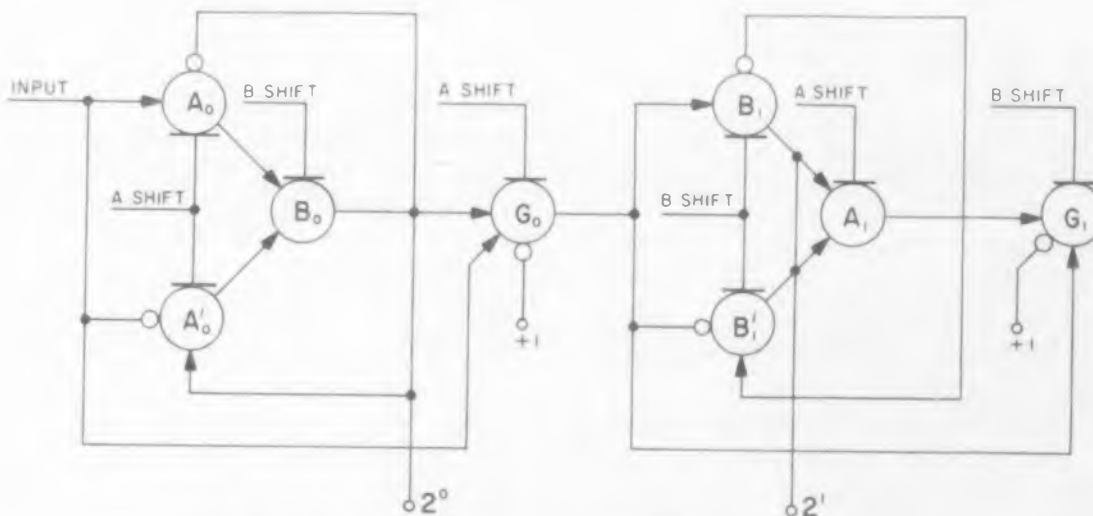 INPUT
A₀
B SHIFT
A SHIFT
B₁
A SHIFT
B SHIFT
A SHIFT
B₀
G₀
B SHIFT
A₁
G₁
A'₀
B'₁
+1
+1
2⁰
2¹